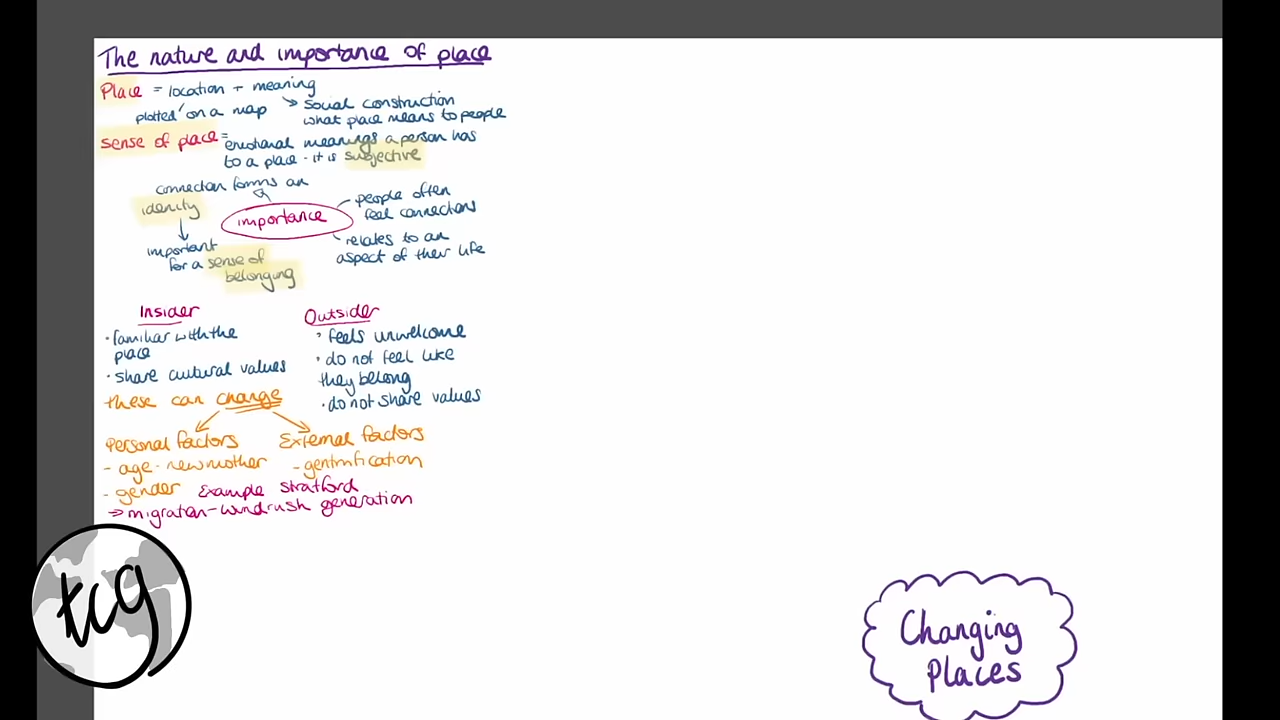 The nature and importance of place
Place = location + meaning
plotted on a map → social construction
what place means to people
sense of place = emotional meanings a person has
to a place - it is subjective
connection forms an
identity
important
for a sense of
belonging
importance
people often
feel connections
relates to an
aspect of their life
Insider
• familiar with the
place
• share cultural values
Outsider
• feels unwelcome
• do not feel like
they belong
• do not share values
these can change
Personal factors
- age - new mother
- gender
External factors
- gentrification
Example stratford
⇒ migration - windrush generation
tcg
Changing
Places